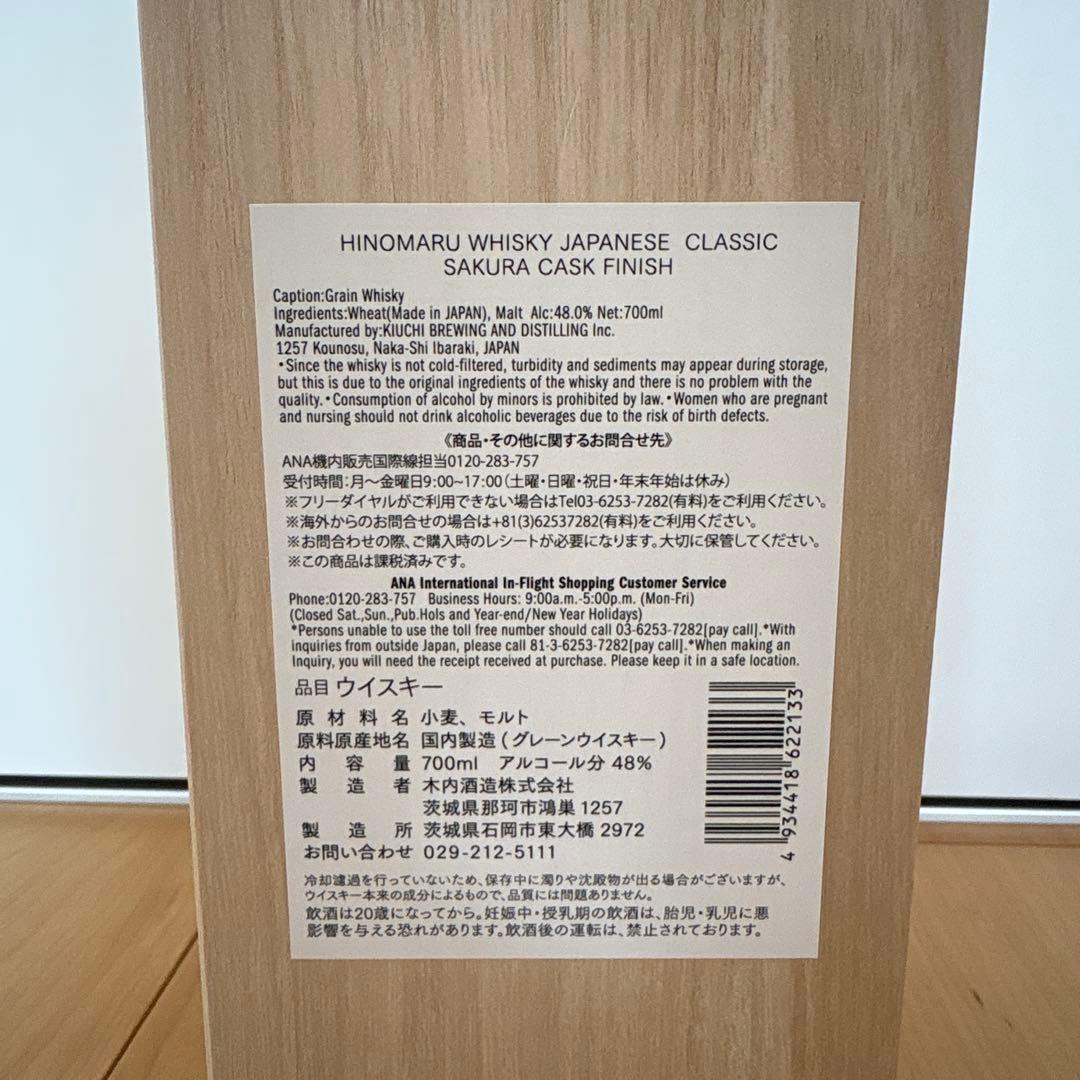 HINOMARU WHISKY JAPANESE CLASSIC
SAKURA CASK FINISH
Caption:Grain Whisky
Ingredients:Wheat(Made in JAPAN), Malt Alc:48.0% Net:700ml
Manufactured by:KIUCHI BREWING AND DISTILLING Inc.
1257 Kounosu, Naka-Shi Ibaraki, JAPAN
•Since the whisky is not cold-filtered, turbidity and sediments may appear during storage,
but this is due to the original ingredients of the whisky and there is no problem with the
quality.•Consumption of alcohol by minors is prohibited by law.•Women who are pregnant
and nursing should not drink alcoholic beverages due to the risk of birth defects.
《商品・その他に関するお問合せ先》
ANA機内販売国際線担当0120-283-757
受付時間：月〜金曜日9:00~17:00（土曜・日曜・祝日・年末年始は休み）
※フリーダイヤルがご利用できない場合はTel03-6253-7282(有料)をご利用ください。
※海外からのお問合せの場合は+81(3)62537282(有料)をご利用ください。
※お問合わせの際、ご購入時のレシートが必要になります。大切に保管してください。
※この商品は課税済みです。
ANA International In-Flight Shopping Customer Service
Phone:0120-283-757 Business Hours: 9:00a.m.-5:00p.m. (Mon-Fri)
(Closed Sat.,Sun.,Pub.Hols and Year-end/New Year Holidays)
*Persons unable to use the toll free number should call 03-6253-7282[pay call].*With
inquiries from outside Japan, please call 81-3-6253-7282[pay call].*When making an
Inquiry, you will need the receipt received at purchase. Please keep it in a safe location.
品目 ウイスキー
原材料名 小麦、モルト
原料原産地名 国内製造(グレーンウイスキー)
内容量 700ml アルコール分 48%
製造者 木内酒造株式会社
茨城県那珂市鴻巣 1257
製造所 茨城県石岡市東大橋 2972
お問い合わせ 029-212-5111
4 934418 622133
冷却濾過を行っていないため、保存中に濁りや沈殿物が出る場合がございますが、
ウイスキー本来の成分によるもので、品質には問題ありません。
飲酒は20歳になってから。妊娠中・授乳期の飲酒は、胎児・乳児に悪
影響を与える恐れがあります。飲酒後の運転は、禁止されております。